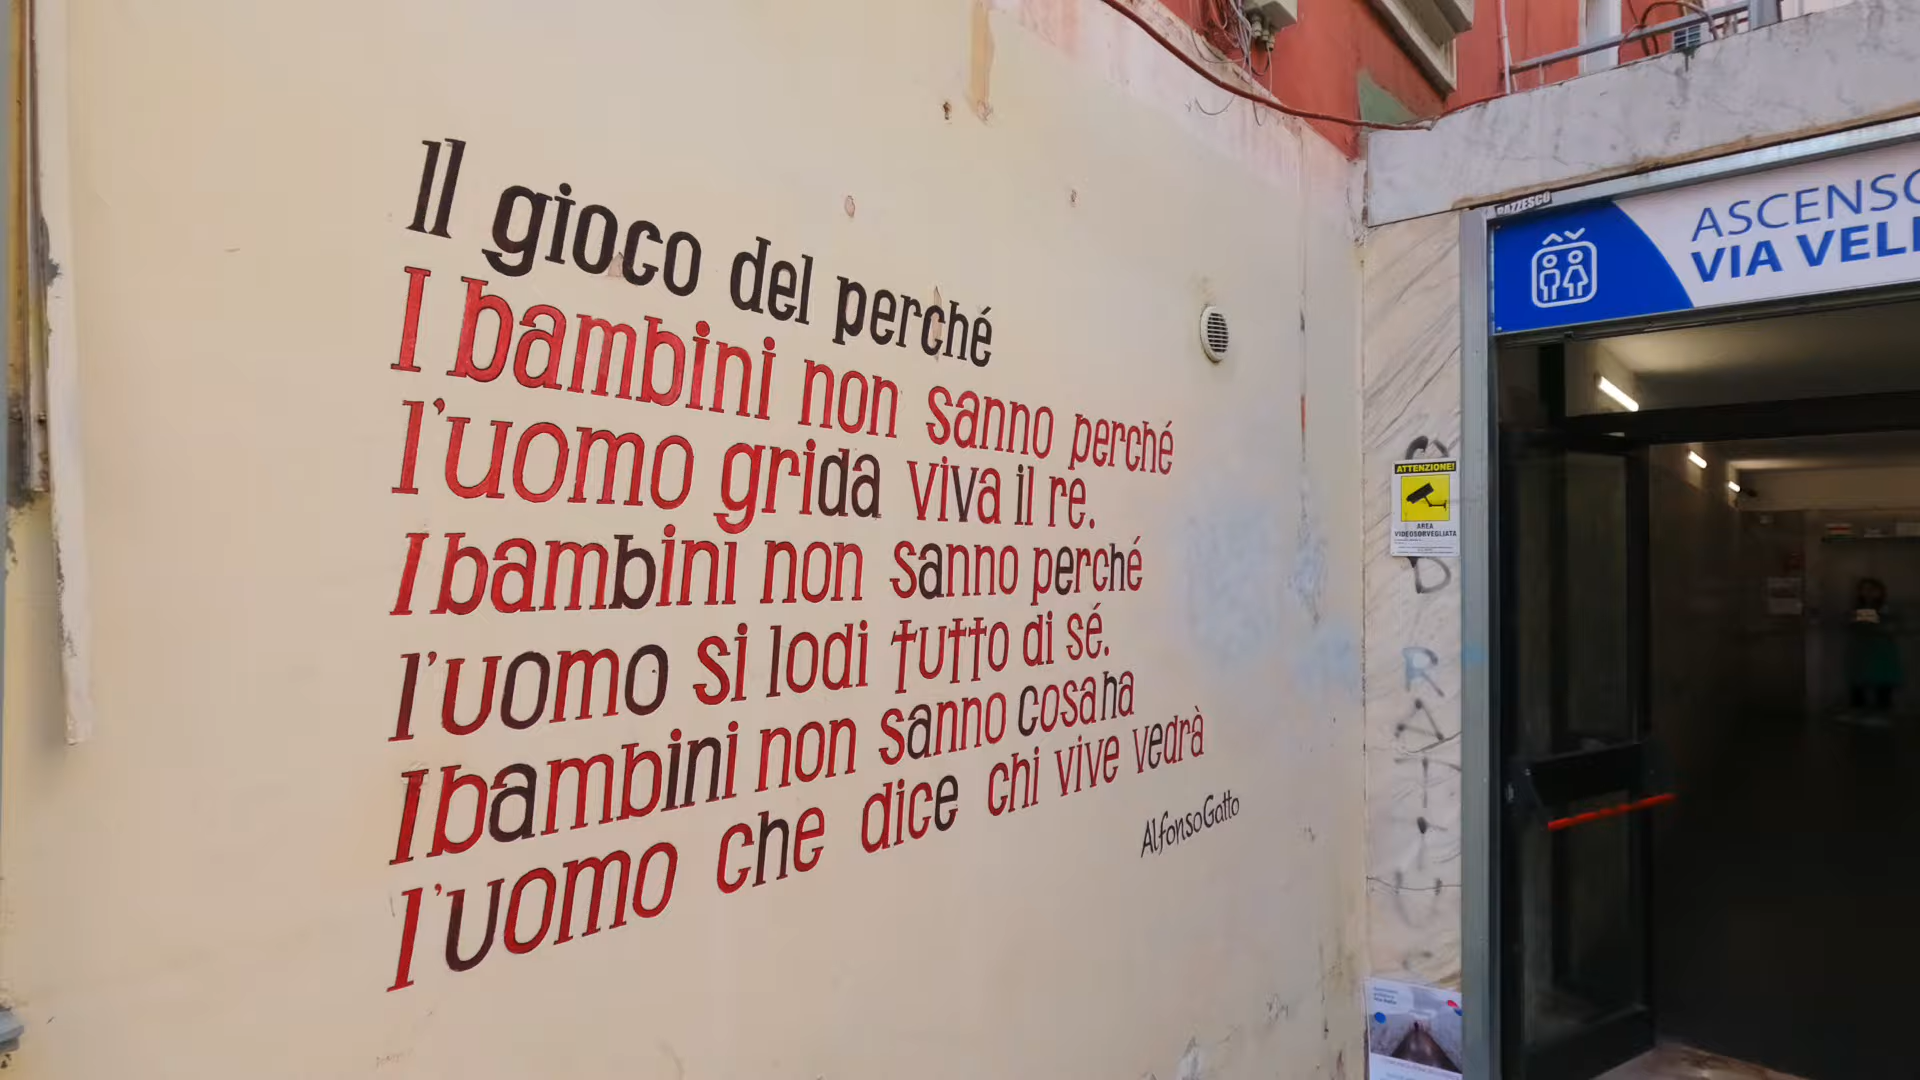 Il gioco del perché
I bambini non sanno perché
l'uomo grida viva il re.
I bambini non sanno perché
l'uomo si lodi tutto di sé.
I bambini non sanno cosa ha
l'uomo che dice chi vive vedrà
Alfonso Gatto
PAZZESCO
ASCENSO
VIA VELI
ATTENZIONE!
AREA
VIDEOSORVEGLIATA